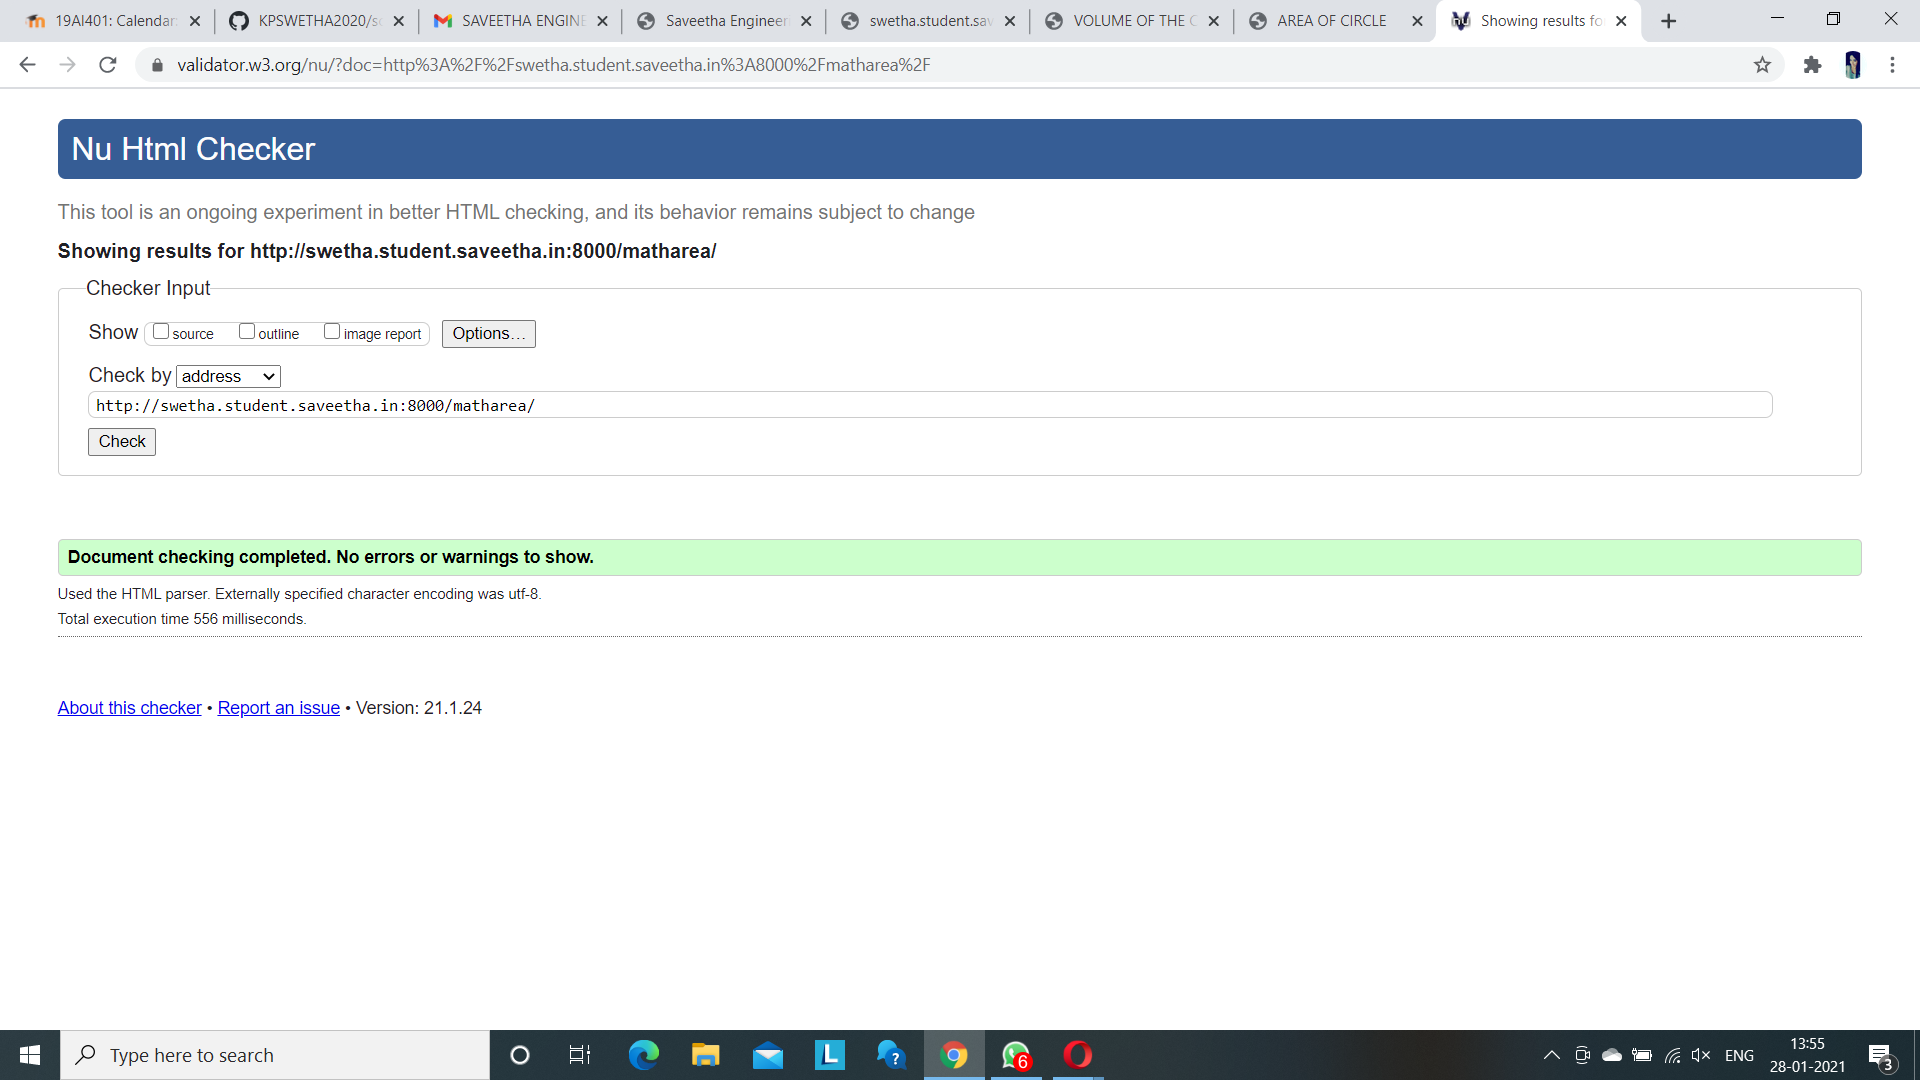 19AI401: Calendar
KPSWETHA2020/s
SAVEETHA ENGINE
Saveetha Engineer
swetha.student.sav
VOLUME OF THE C
AREA OF CIRCLE
Showing results fo
validator.w3.org/nu/?doc=http%3A%2F%2Fswetha.student.saveetha.in%3A8000%2Fmatharea%2F
Nu Html Checker
This tool is an ongoing experiment in better HTML checking, and its behavior remains subject to change
Showing results for http://swetha.student.saveetha.in:8000/matharea/
Checker Input
Show source outline image report Options...
Check by address
http://swetha.student.saveetha.in:8000/matharea/
Check
Document checking completed. No errors or warnings to show.
Used the HTML parser. Externally specified character encoding was utf-8.
Total execution time 556 milliseconds.
About this checker • Report an issue • Version: 21.1.24
Type here to search
L
?
6
ENG
13:55
28-01-2021
3